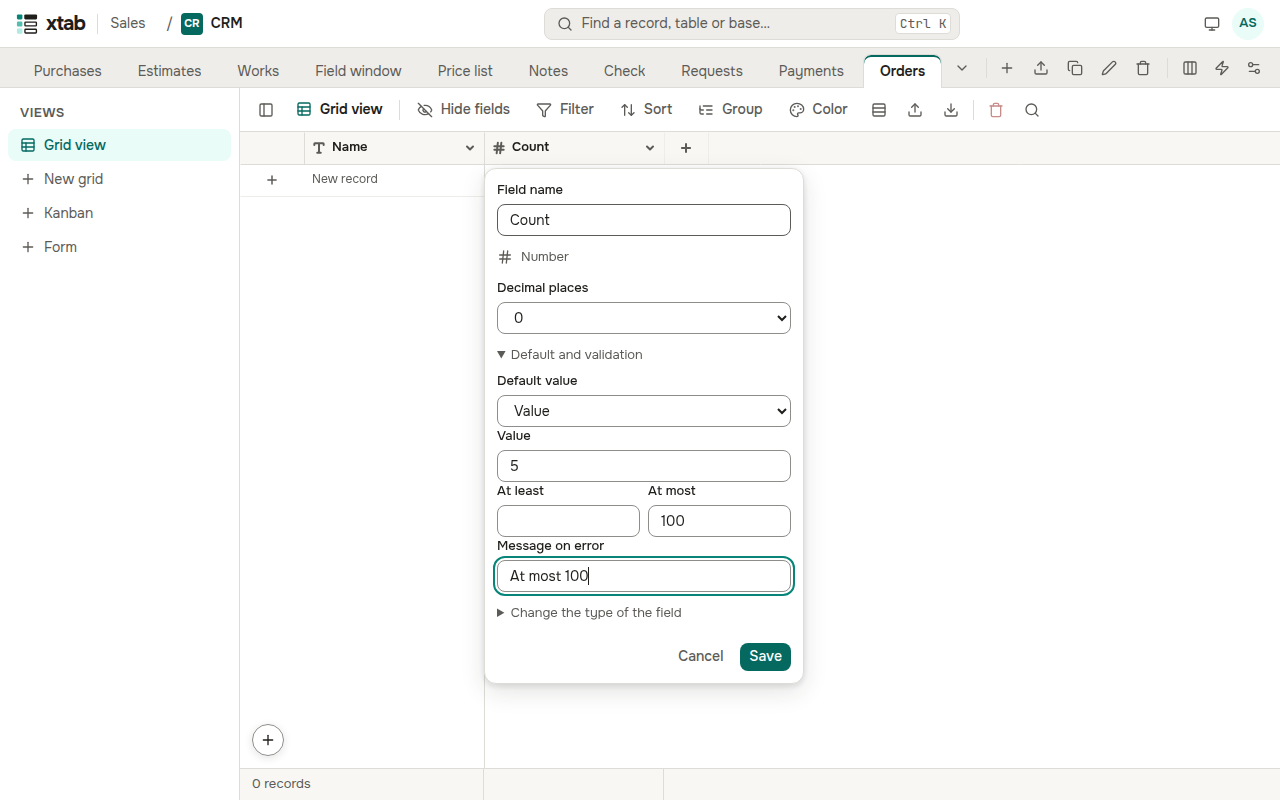 xtab Sales / CR CRM Find a record, table or base... Ctrl K AS
Purchases Estimates Works Field window Price list Notes Check Requests Payments Orders
VIEWS
Grid view
New grid
Kanban
Form
Grid view Hide fields Filter Sort Group Color
Name Count
New record
Field name
Count
Number
Decimal places
0
Default and validation
Default value
Value
Value
5
At least At most
100
Message on error
At most 100
Change the type of the field
Cancel Save
0 records